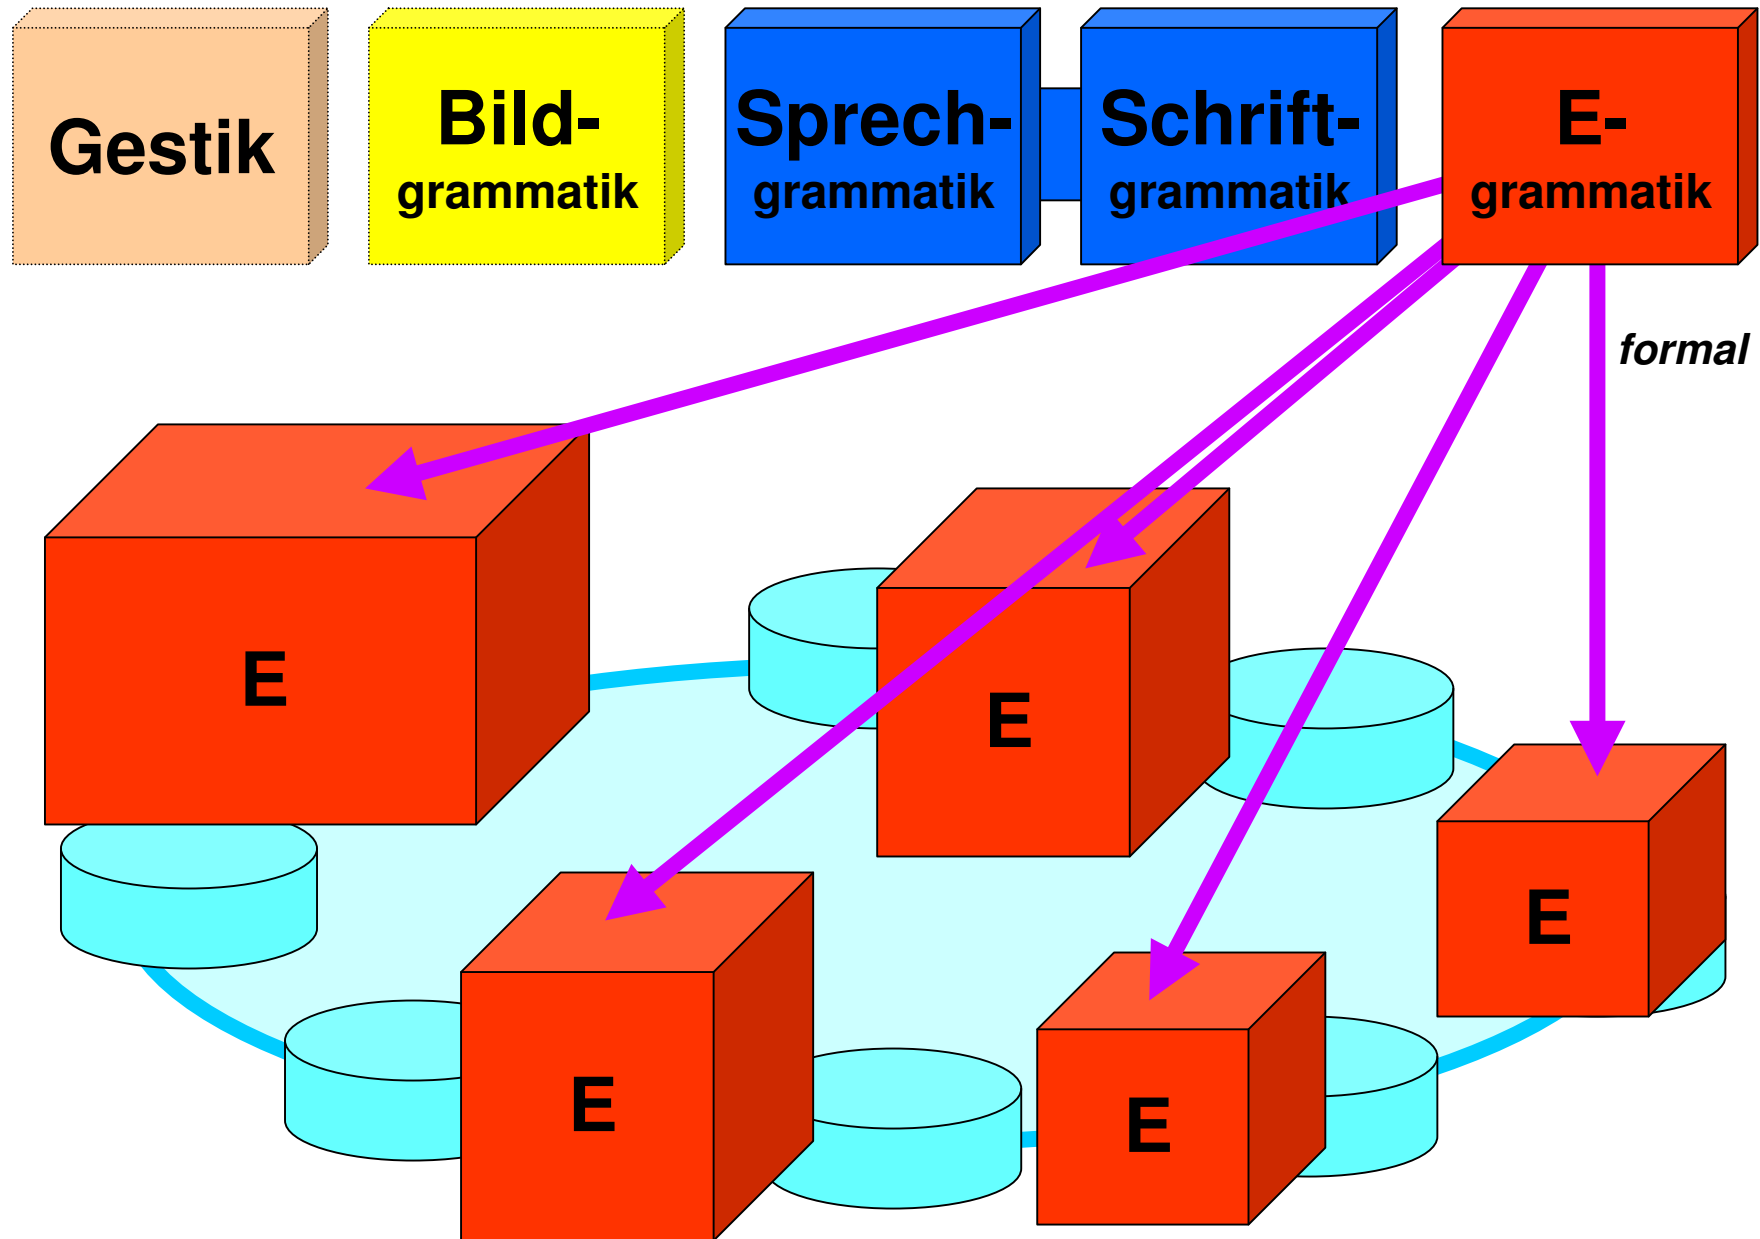 Gestik
Bild-
grammatik
Sprech-
grammatik
Schrift-
grammatik
E-
grammatik
formal
E
E
E
E
E